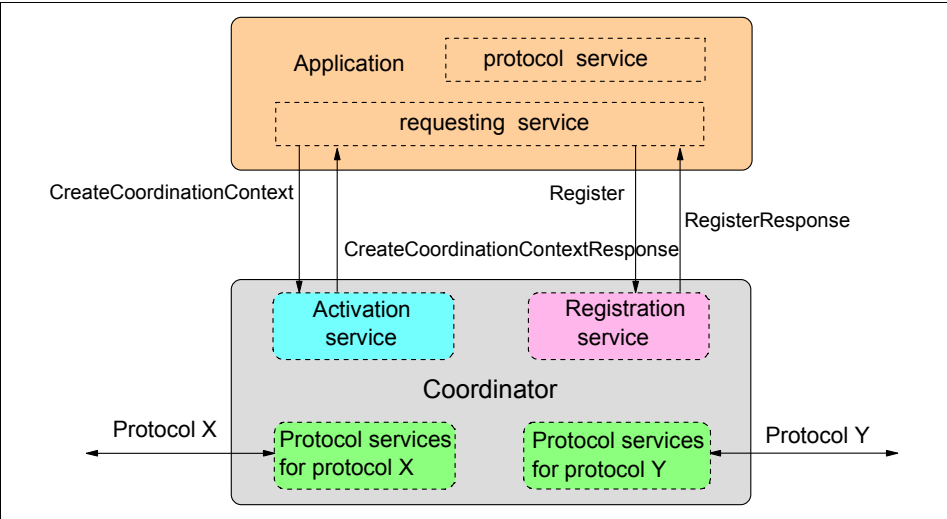 Application
protocol service
requesting service
CreateCoordinationContext
Register
RegisterResponse
CreateCoordinationContextResponse
Activation
service
Registration
service
Coordinator
Protocol X
Protocol services
for protocol X
Protocol services
for protocol Y
Protocol Y